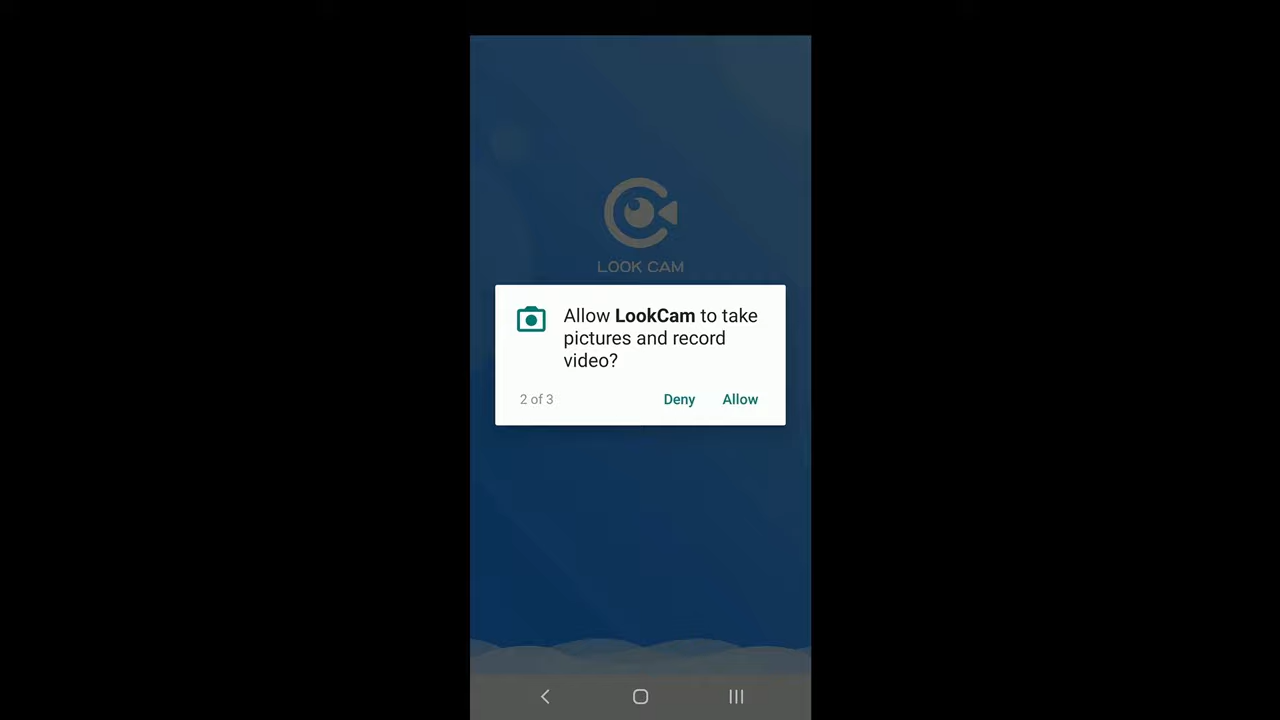 LOOK CAM
Allow LookCam to take
pictures and record
video?
2 of 3
Deny Allow